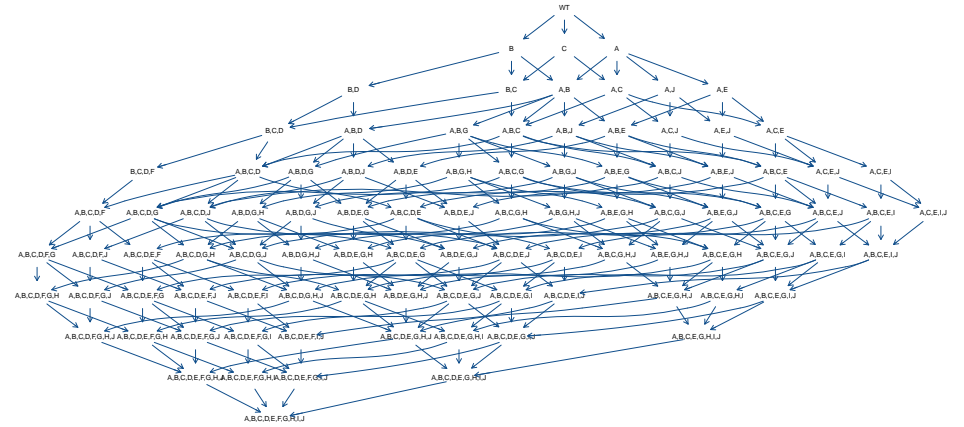 WT
B C A
B,D B,C A,B A,C A,J A,E
B,C,D A,B,D A,B,G A,B,C A,B,J A,B,E A,C,J A,E,J A,C,E
B,C,D,F A,B,C,D A,B,D,G A,B,D,J A,B,D,E A,B,G,H A,B,C,G A,B,G,J A,B,E,G A,B,C,J A,B,E,J A,B,C,E A,C,E,J A,C,E,I
A,B,C,D,F A,B,C,D,G A,B,C,D,J A,B,D,G,H A,B,D,G,J A,B,D,E,G A,B,C,D,E A,B,D,E,J A,B,C,G,H A,B,G,H,J A,B,E,G,H A,B,C,G,J A,B,E,G,J A,B,C,E,G A,B,C,E,J A,B,C,E,I A,C,E,I,J
A,B,C,D,F,G A,B,C,D,F,J A,B,C,D,E,F A,B,C,D,G,H A,B,C,D,G,J A,B,D,G,H,J A,B,D,E,G,H A,B,C,D,E,G A,B,D,E,G,J A,B,C,D,E,J A,B,C,D,E,I A,B,C,G,H,J A,B,E,G,H,J A,B,C,E,G,H A,B,C,E,G,J A,B,C,E,G,I A,B,C,E,I,J
A,B,C,D,F,G,H A,B,C,D,F,G,J A,B,C,D,E,F,G A,B,C,D,E,F,J A,B,C,D,E,F,I A,B,C,D,G,H,J A,B,C,D,E,G,H A,B,D,E,G,H,J A,B,C,D,E,G,J A,B,C,D,E,G,I A,B,C,D,E,I,J A,B,C,E,G,H,J A,B,C,E,G,H,I A,B,C,E,G,I,J
A,B,C,D,F,G,H,J A,B,C,D,E,F,G,H A,B,C,D,E,F,G,J A,B,C,D,E,F,G,I A,B,C,D,E,F,I,J A,B,C,D,E,G,H,J A,B,C,D,E,G,H,I A,B,C,D,E,G,I,J A,B,C,E,G,H,I,J
A,B,C,D,E,F,G,H,J A,B,C,D,E,F,G,H,I A,B,C,D,E,F,G,I,J A,B,C,D,E,G,H,I,J
A,B,C,D,E,F,G,H,I,J